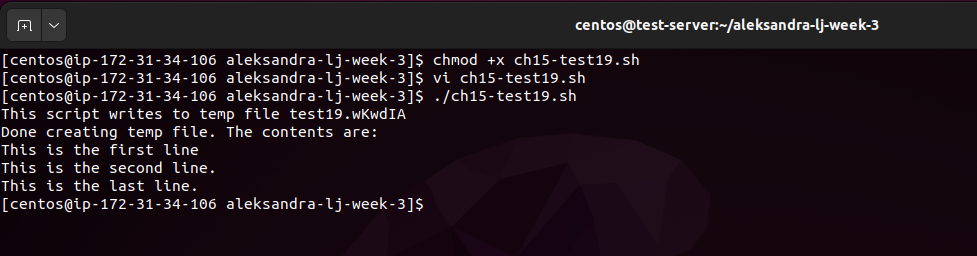 centos@test-server:~/aleksandra-lj-week-3
[centos@ip-172-31-34-106 aleksandra-lj-week-3]$ chmod +x ch15-test19.sh
[centos@ip-172-31-34-106 aleksandra-lj-week-3]$ vi ch15-test19.sh
[centos@ip-172-31-34-106 aleksandra-lj-week-3]$ ./ch15-test19.sh
This script writes to temp file test19.wKwdIA
Done creating temp file. The contents are:
This is the first line
This is the second line.
This is the last line.
[centos@ip-172-31-34-106 aleksandra-lj-week-3]$